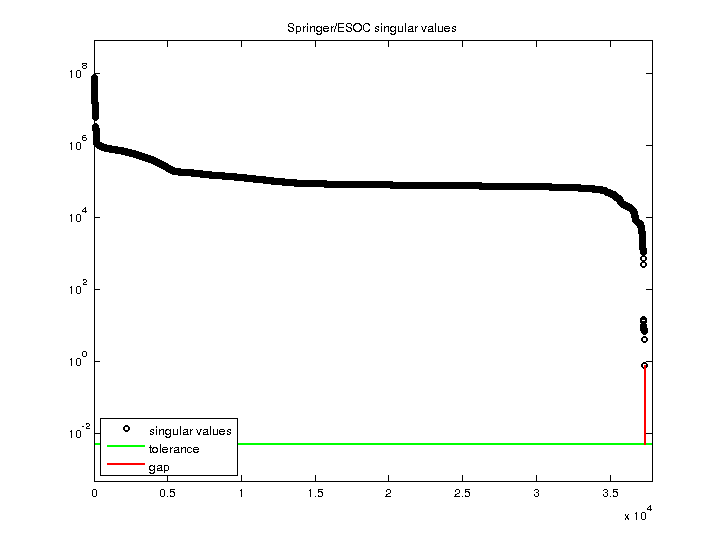 Springer/ESOC singular values
10^8
10^6
10^4
10^2
10^0
10^-2
singular values
tolerance
gap
0 0.5 1 1.5 2 2.5 3 3.5
x 10^4